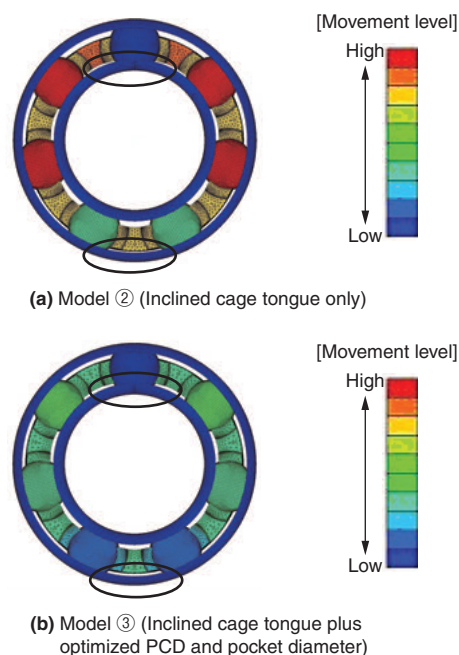 [Movement level]
High
Low
(a) Model ② (Inclined cage tongue only)
[Movement level]
High
Low
(b) Model ③ (Inclined cage tongue plus
optimized PCD and pocket diameter)